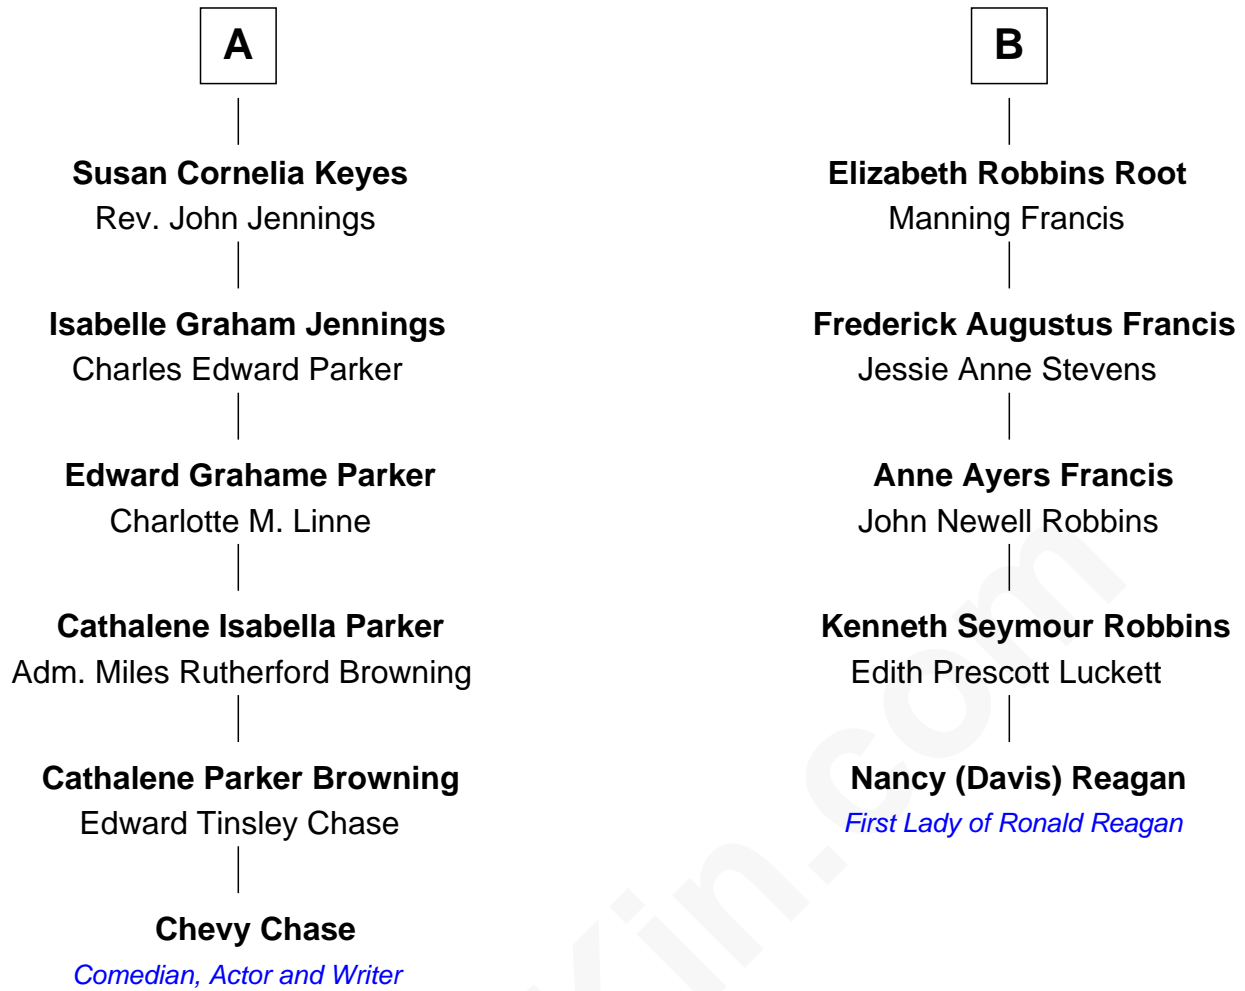 A
Susan Cornelia Keyes
Rev. John Jennings
Isabelle Graham Jennings
Charles Edward Parker
Edward Grahame Parker
Charlotte M. Linne
Cathalene Isabella Parker
Adm. Miles Rutherford Browning
Cathalene Parker Browning
Edward Tinsley Chase
Chevy Chase
Comedian, Actor and Writer
B
Elizabeth Robbins Root
Manning Francis
Frederick Augustus Francis
Jessie Anne Stevens
Anne Ayers Francis
John Newell Robbins
Kenneth Seymour Robbins
Edith Prescott Luckett
Nancy (Davis) Reagan
First Lady of Ronald Reagan